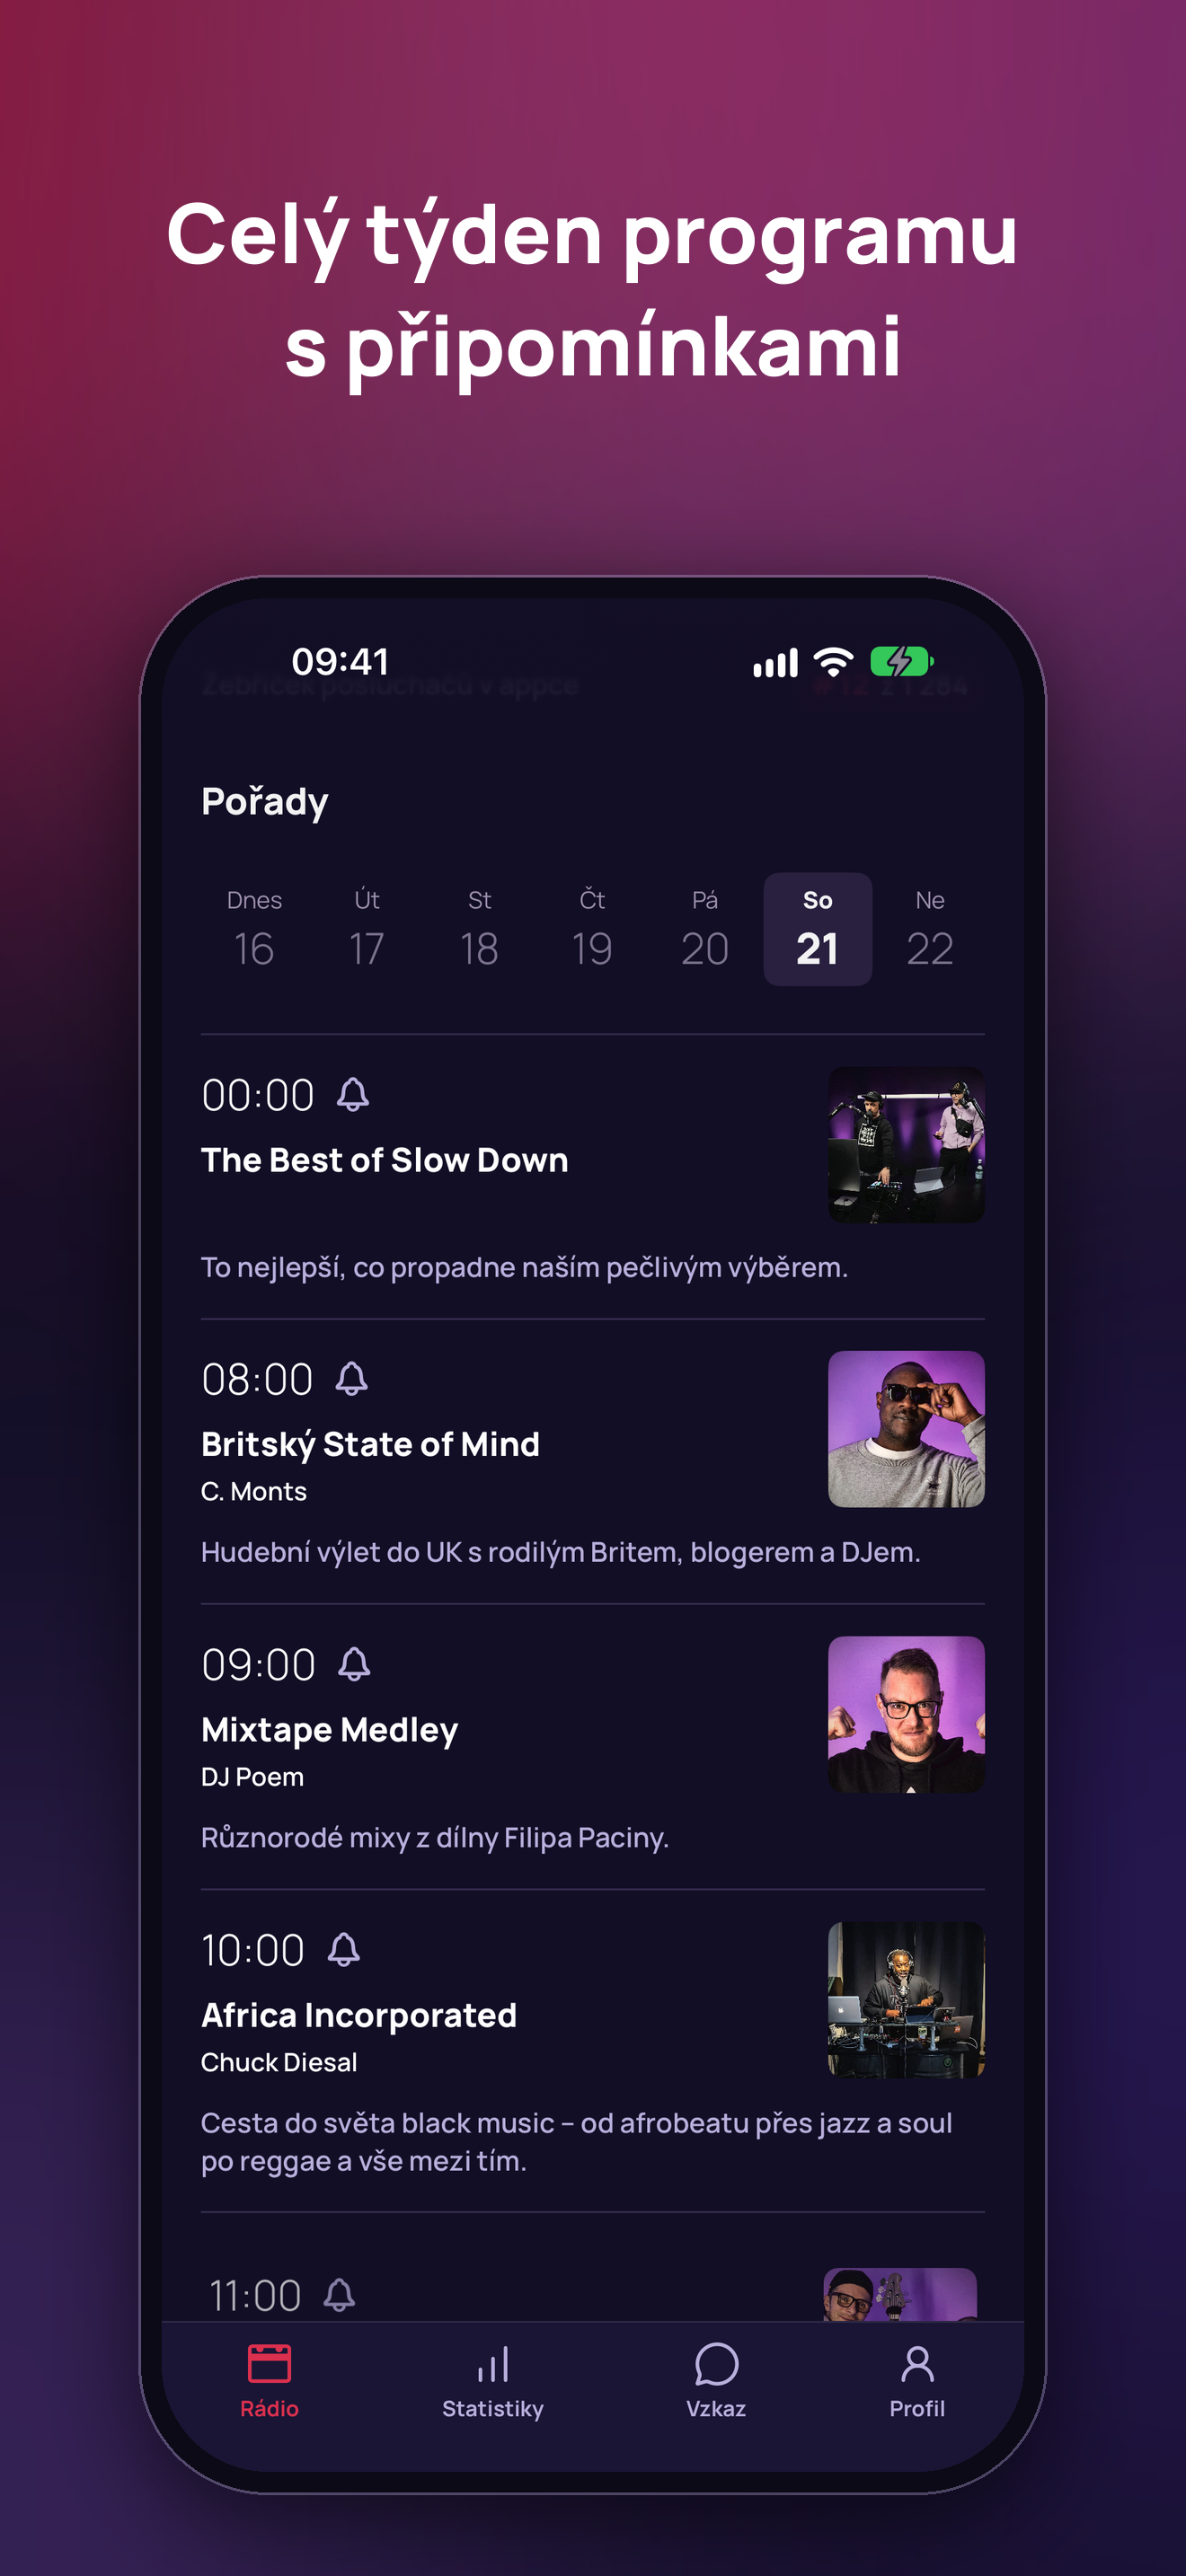 Celý týden programu
s připomínkami
09:41
Žebříček posluchačů v appce
Pořady
Dnes Út St Čt Pá So Ne
16 17 18 19 20 21 22
00:00
The Best of Slow Down
To nejlepší, co propadne naším pečlivým výběrem.
08:00
Britský State of Mind
C. Monts
Hudební výlet do UK s rodilým Britem, blogerem a DJem.
09:00
Mixtape Medley
DJ Poem
Různorodé mixy z dílny Filipa Paciny.
10:00
Africa Incorporated
Chuck Diesal
Cesta do světa black music – od afrobeatu přes jazz a soul
po reggae a vše mezi tím.
11:00
Rádio Statistiky Vzkaz Profil